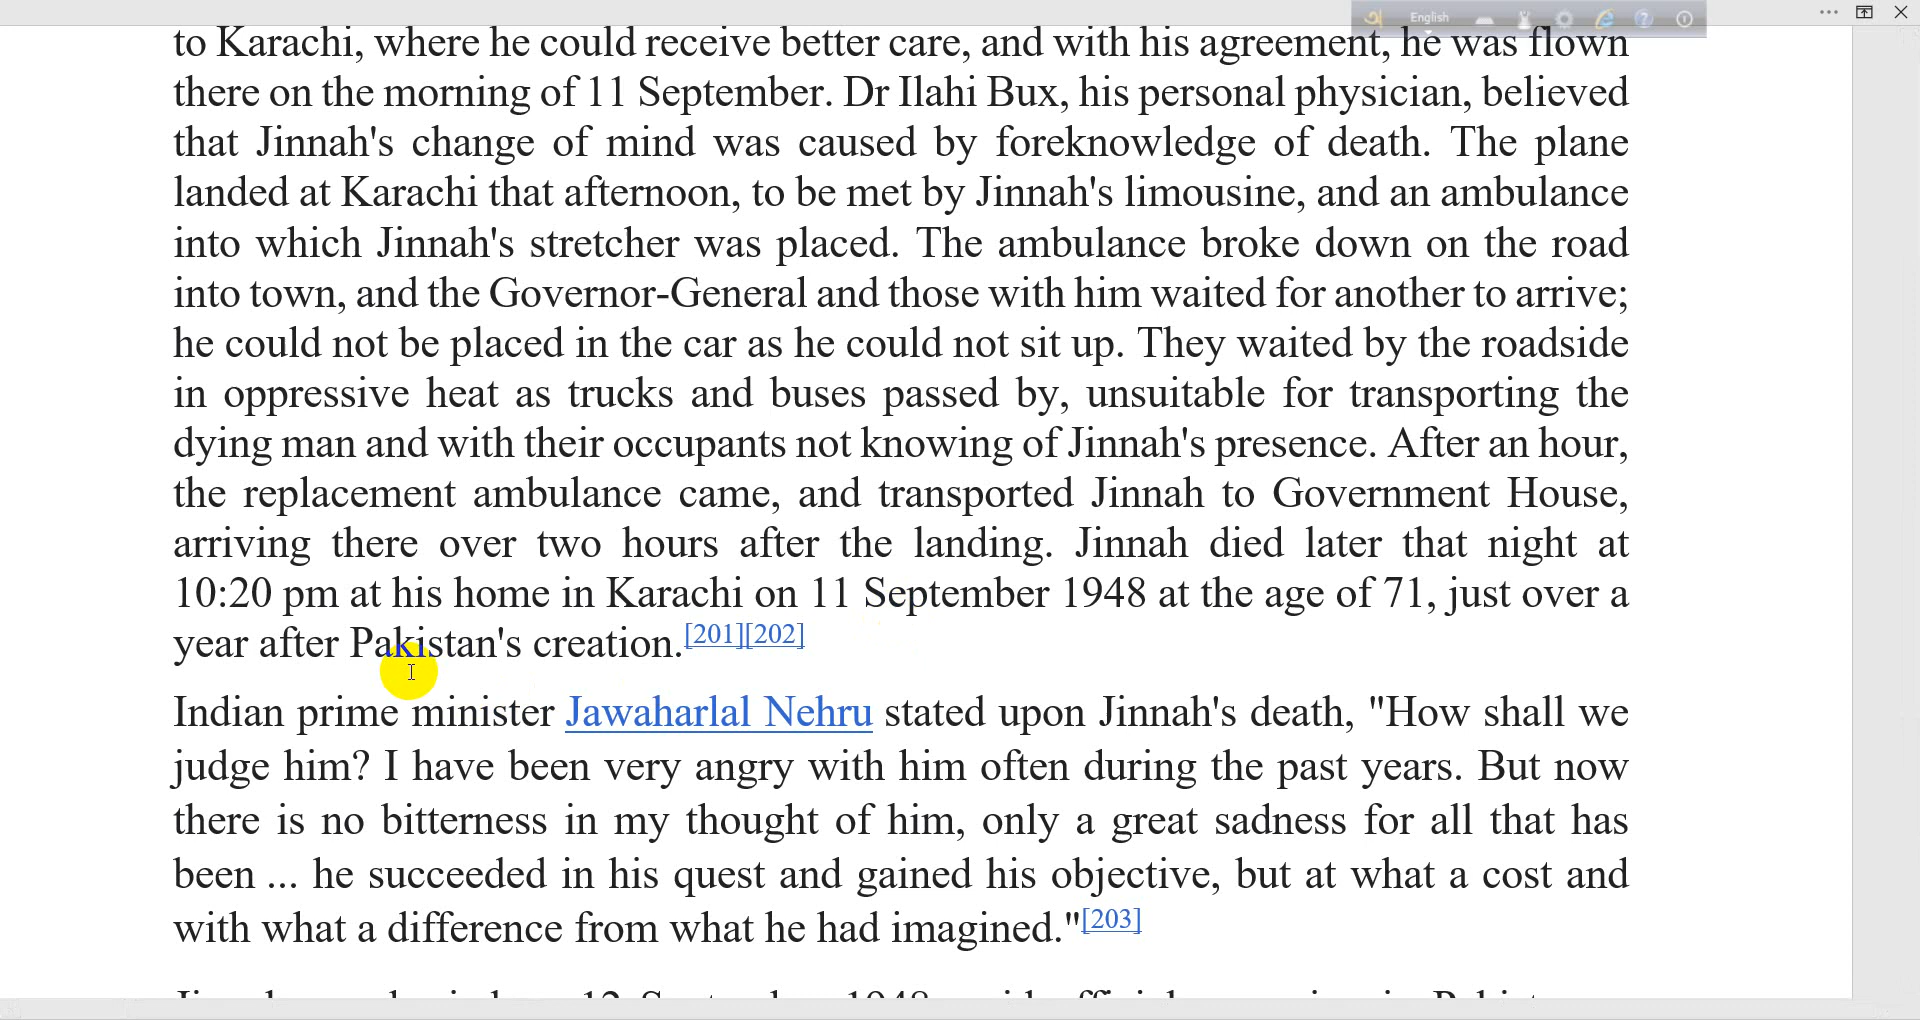 English
to Karachi, where he could receive better care, and with his agreement, he was flown
there on the morning of 11 September. Dr Ilahi Bux, his personal physician, believed
that Jinnah's change of mind was caused by foreknowledge of death. The plane
landed at Karachi that afternoon, to be met by Jinnah's limousine, and an ambulance
into which Jinnah's stretcher was placed. The ambulance broke down on the road
into town, and the Governor-General and those with him waited for another to arrive;
he could not be placed in the car as he could not sit up. They waited by the roadside
in oppressive heat as trucks and buses passed by, unsuitable for transporting the
dying man and with their occupants not knowing of Jinnah's presence. After an hour,
the replacement ambulance came, and transported Jinnah to Government House,
arriving there over two hours after the landing. Jinnah died later that night at
10:20 pm at his home in Karachi on 11 September 1948 at the age of 71, just over a
year after Pakistan's creation.[201][202]
Indian prime minister Jawaharlal Nehru stated upon Jinnah's death, "How shall we
judge him? I have been very angry with him often during the past years. But now
there is no bitterness in my thought of him, only a great sadness for all that has
been ... he succeeded in his quest and gained his objective, but at what a cost and
with what a difference from what he had imagined."[203]